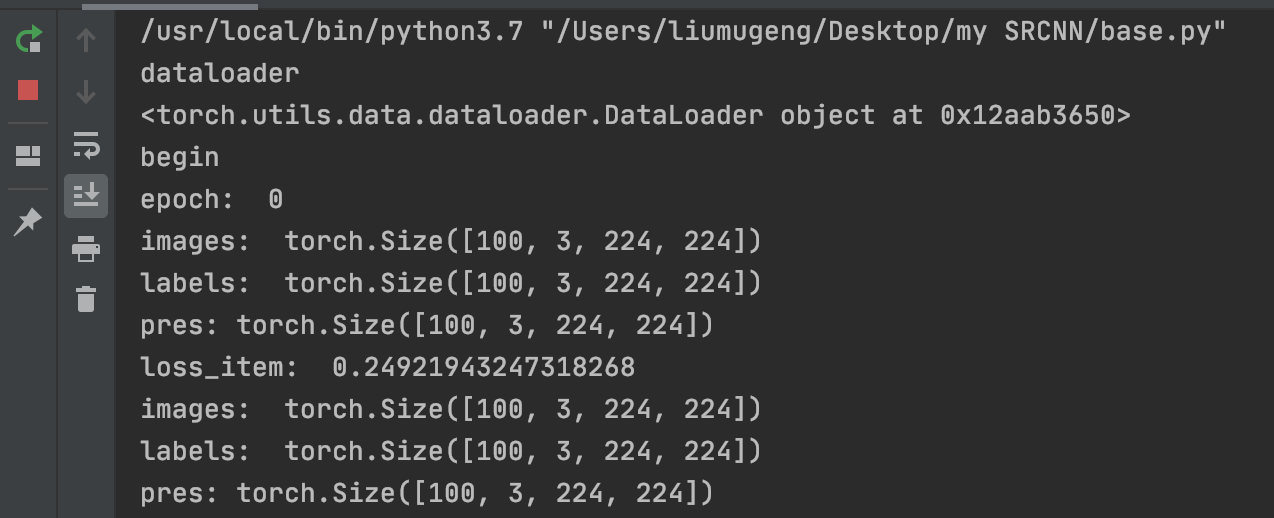 /usr/local/bin/python3.7 "/Users/liumugeng/Desktop/my SRCNN/base.py"
dataloader
<torch.utils.data.dataloader.DataLoader object at 0x12aab3650>
begin
epoch:  0
images:  torch.Size([100, 3, 224, 224])
labels:  torch.Size([100, 3, 224, 224])
pres: torch.Size([100, 3, 224, 224])
loss_item:  0.24921943247318268
images:  torch.Size([100, 3, 224, 224])
labels:  torch.Size([100, 3, 224, 224])
pres: torch.Size([100, 3, 224, 224])